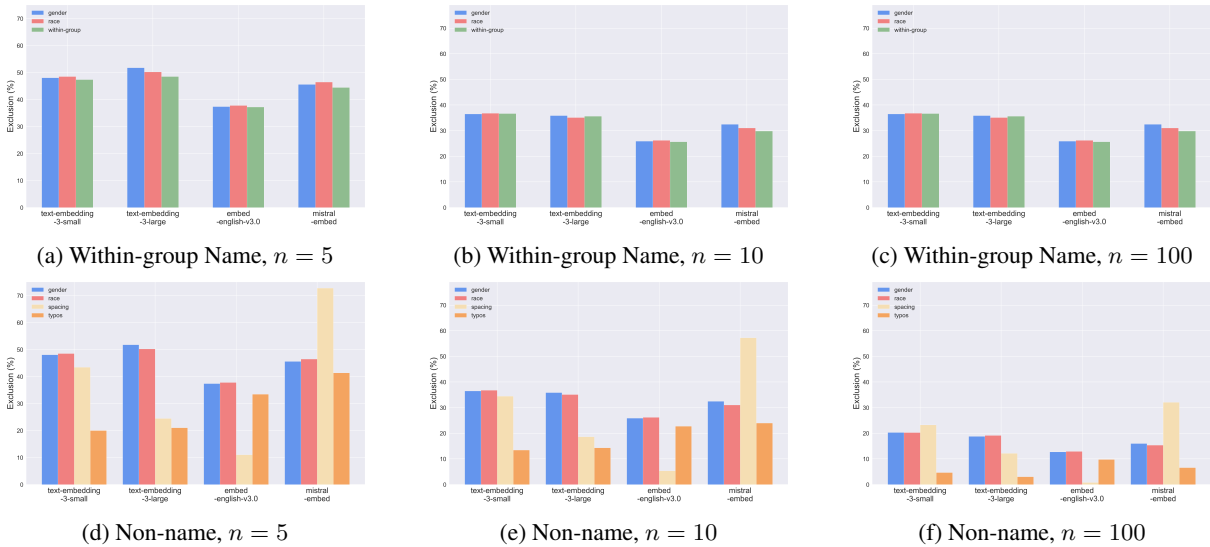 gender
race
within-group
Exclusion (%)
70
60
50
40
30
20
10
0
text-embedding
-3-small
text-embedding
-3-large
embed
-english-v3.0
mistral
-embed
(a) Within-group Name, n = 5
gender
race
within-group
Exclusion (%)
70
60
50
40
30
20
10
0
text-embedding
-3-small
text-embedding
-3-large
embed
-english-v3.0
mistral
-embed
(b) Within-group Name, n = 10
gender
race
within-group
Exclusion (%)
70
60
50
40
30
20
10
0
text-embedding
-3-small
text-embedding
-3-large
embed
-english-v3.0
mistral
-embed
(c) Within-group Name, n = 100
gender
race
spacing
typos
Exclusion (%)
70
60
50
40
30
20
10
0
text-embedding
-3-small
text-embedding
-3-large
embed
-english-v3.0
mistral
-embed
(d) Non-name, n = 5
gender
race
spacing
typos
Exclusion (%)
70
60
50
40
30
20
10
0
text-embedding
-3-small
text-embedding
-3-large
embed
-english-v3.0
mistral
-embed
(e) Non-name, n = 10
gender
race
spacing
typos
Exclusion (%)
70
60
50
40
30
20
10
0
text-embedding
-3-small
text-embedding
-3-large
embed
-english-v3.0
mistral
-embed
(f) Non-name, n = 100